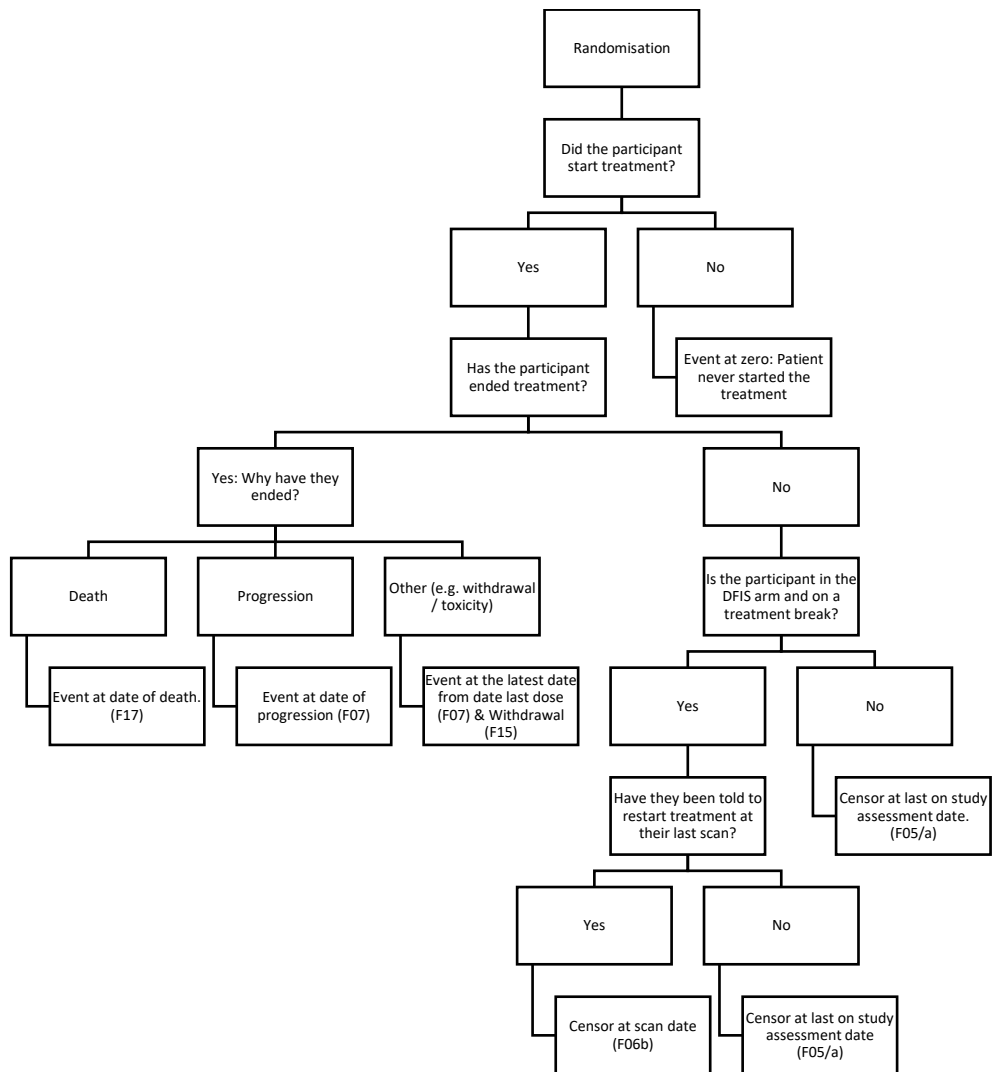 Randomisation
Did the participant
start treatment?
Yes
No
Has the participant
ended treatment?
Event at zero: Patient
never started the
treatment
Yes: Why have they
ended?
No
Death
Progression
Other (e.g. withdrawal
/ toxicity)
Is the participant in the
DFIS arm and on a
treatment break?
Event at date of death.
(F17)
Event at date of
progression (F07)
Event at the latest date
from date last dose
(F07) & Withdrawal
(F15)
Yes
No
Have they been told to
restart treatment at
their last scan?
Censor at last on study
assessment date.
(F05/a)
Yes
No
Censor at scan date
(F06b)
Censor at last on study
assessment date
(F05/a)